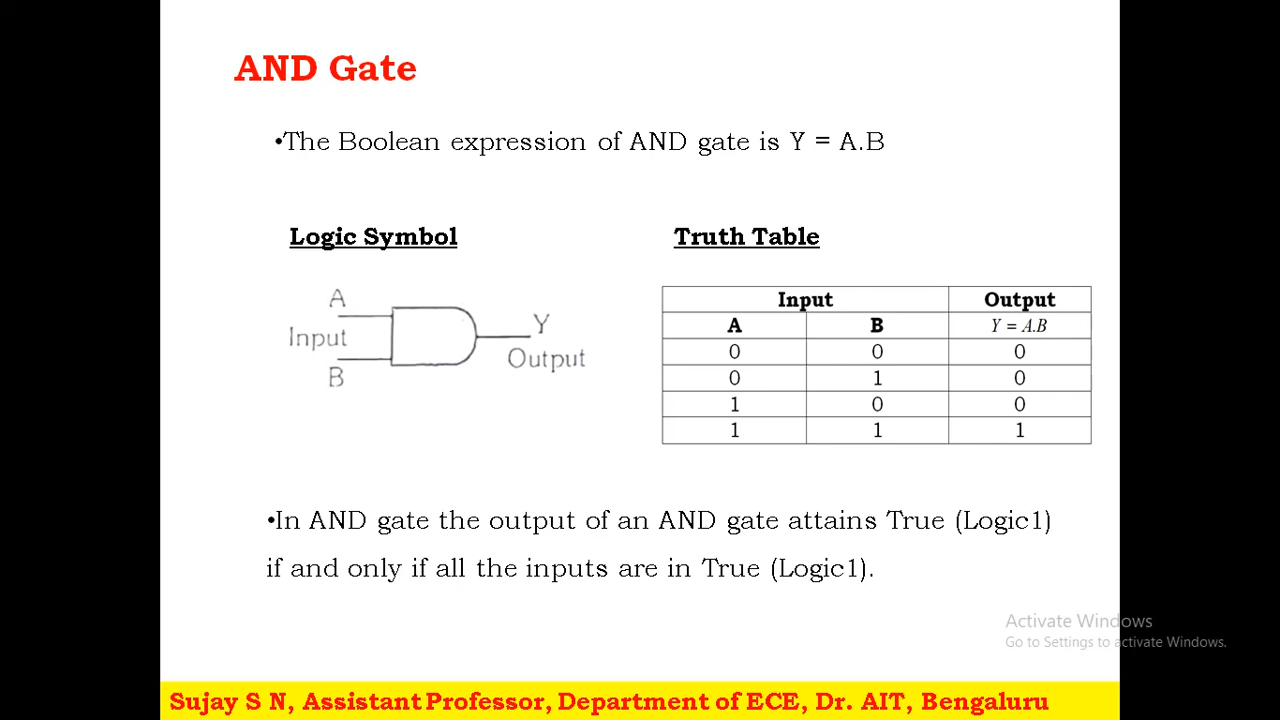 AND Gate
•The Boolean expression of AND gate is Y = A.B
Logic Symbol
Truth Table
A
Input
B
Y
Output
Input Output
A B Y = A.B
0 0 0
0 1 0
1 0 0
1 1 1
•In AND gate the output of an AND gate attains True (Logic1)
if and only if all the inputs are in True (Logic1).
Activate Windows
Go to Settings to activate Windows.
Sujay S N, Assistant Professor, Department of ECE, Dr. AIT, Bengaluru